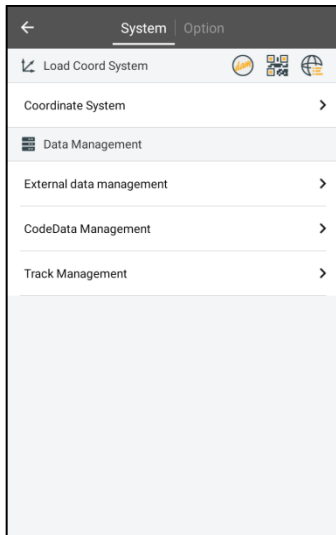 System | Option
Load Coord System
Coordinate System
Data Management
External data management
CodeData Management
Track Management